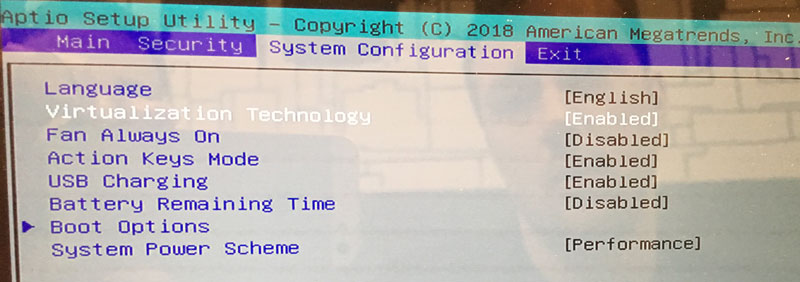 Aptio Setup Utility – Copyright (C) 2018 American Megatrends, Inc.
Main Security System Configuration Exit
Language [English]
Virtualization Technology [Enabled]
Fan Always On [Disabled]
Action Keys Mode [Enabled]
USB Charging [Enabled]
Battery Remaining Time [Disabled]
Boot Options
System Power Scheme [Performance]